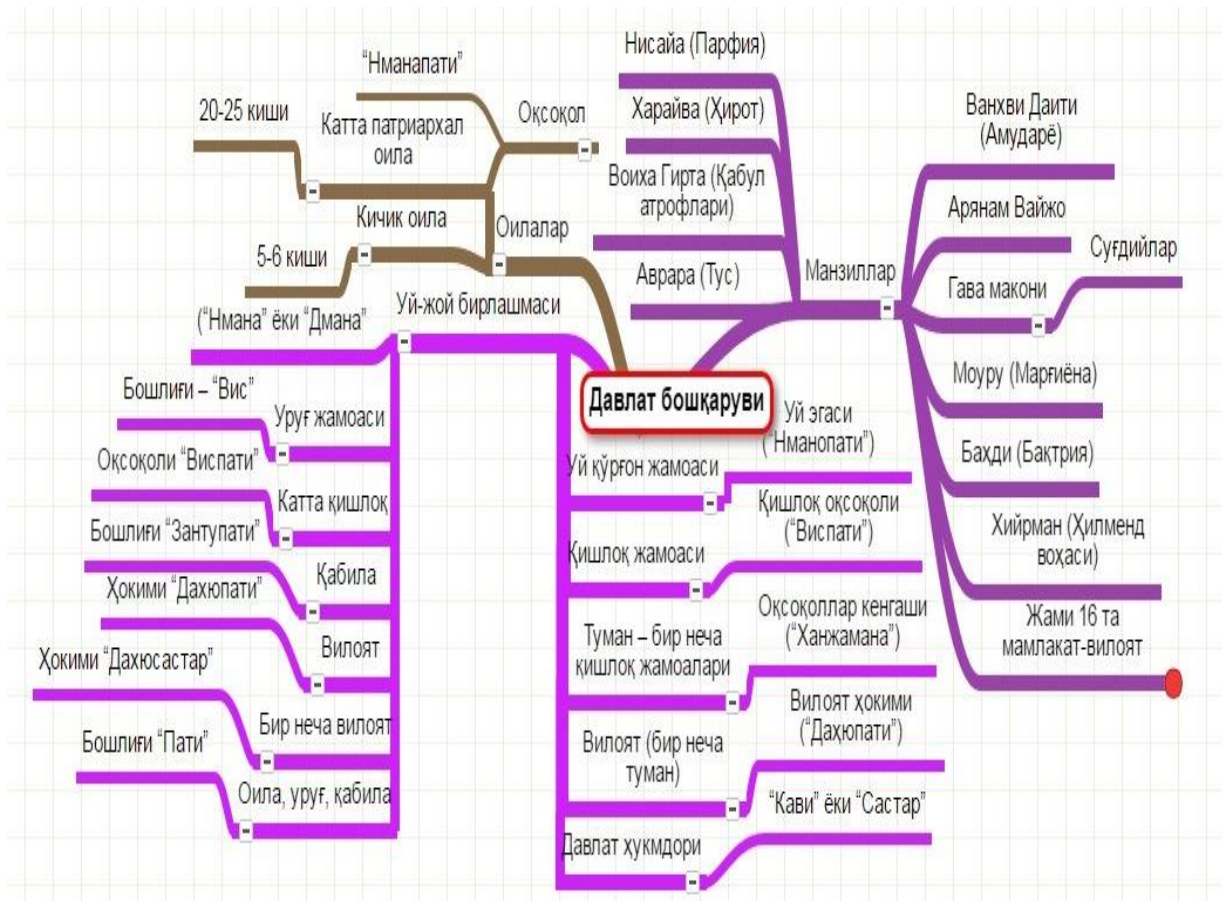 Давлат бошқаруви
Оилалар
Оқсоқол
“Нманапати”
Катта патриархал
оила
20-25 киши
Кичик оила
5-6 киши
Уй-жой бирлашмаси
(“Нмана” ёки “Дмана”
Уруғ жамоаси
Бошлиғи – “Вис”
Катта қишлоқ
Оқсоқоли “Виспати”
Қабила
Бошлиғи “Зантупати”
Вилоят
Ҳокими “Дахюпати”
Бир неча вилоят
Ҳокими “Дахюсастар”
Оила, уруғ, қабила
Бошлиғи “Пати”
Уй қўрғон жамоаси
Уй эгаси
(“Нманопати”)
Қишлоқ жамоаси
Қишлоқ оқсоқоли
(“Виспати”)
Туман – бир неча
қишлоқ жамоалари
Оқсоқоллар кенгаши
(“Ханжамана”)
Вилоят (бир неча
туман)
Вилоят ҳокими
(“Даҳюпати”)
Давлат ҳукмдори
“Кави” ёки “Састар”
Манзиллар
Нисайа (Парфия)
Харайва (Ҳирот)
Воиха Гирта (Қабул
атрофлари)
Аврара (Тус)
Ванхви Даити
(Амударё)
Арянам Вайжо
Гава макони
Суғдийлар
Моуру (Марғиёна)
Бахди (Бақтрия)
Хийрман (Ҳилменд
воҳаси)
Жами 16 та
мамлакат-вилоят